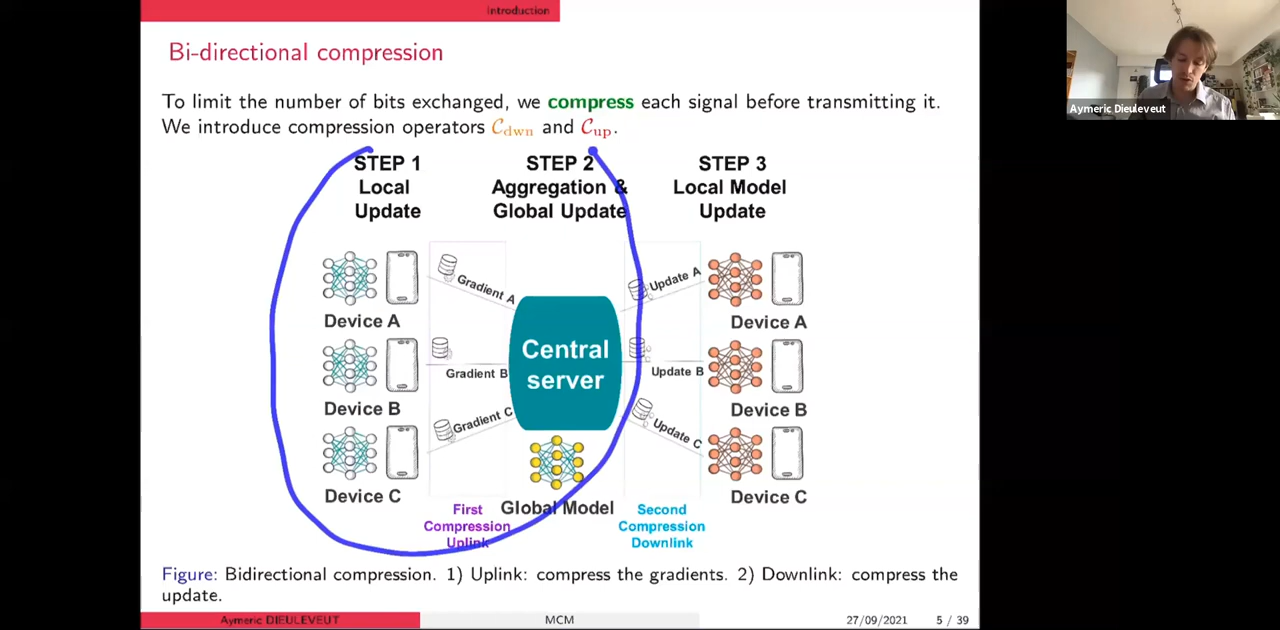 Introduction
Bi-directional compression
To limit the number of bits exchanged, we compress each signal before transmitting it.
We introduce compression operators 𝒞dwn and 𝒞up.
STEP 1
Local
Update
STEP 2
Aggregation &
Global Update
STEP 3
Local Model
Update
Gradient A
Update A
Device A
Device A
Central
server
Gradient B
Update B
Device B
Device B
Gradient C
Update C
Device C
Device C
First
Compression
Uplink
Global Model
Second
Compression
Downlink
Figure: Bidirectional compression. 1) Uplink: compress the gradients. 2) Downlink: compress the
update.
Aymeric DIEULEVEUT
MCM
27/09/2021
5 / 39
Aymeric Dieuleveut